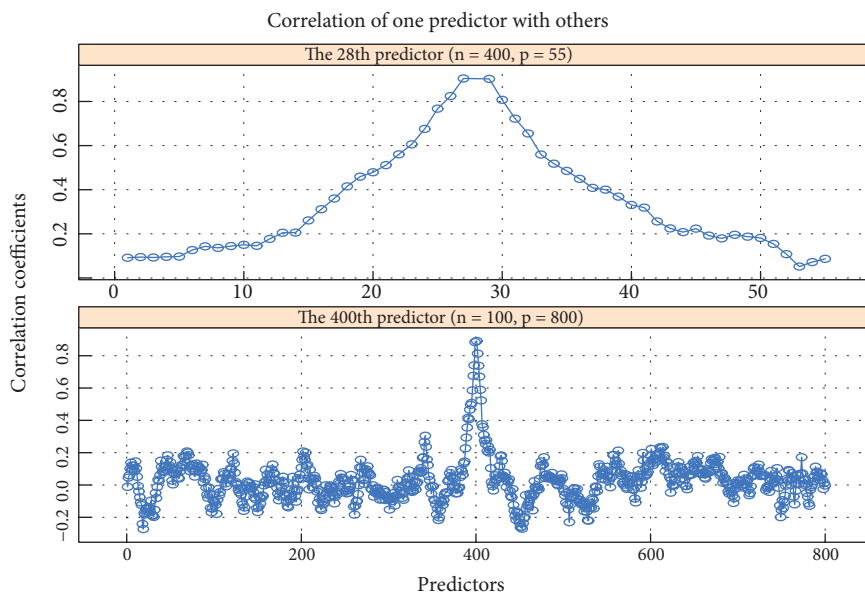 Correlation of one predictor with others
The 28th predictor (n = 400, p = 55)
0.8
0.6
0.4
0.2
0 10 20 30 40 50
The 400th predictor (n = 100, p = 800)
0.8
0.6
0.4
0.2
0.0
−0.2
0 200 400 600 800
Correlation coefficients
Predictors